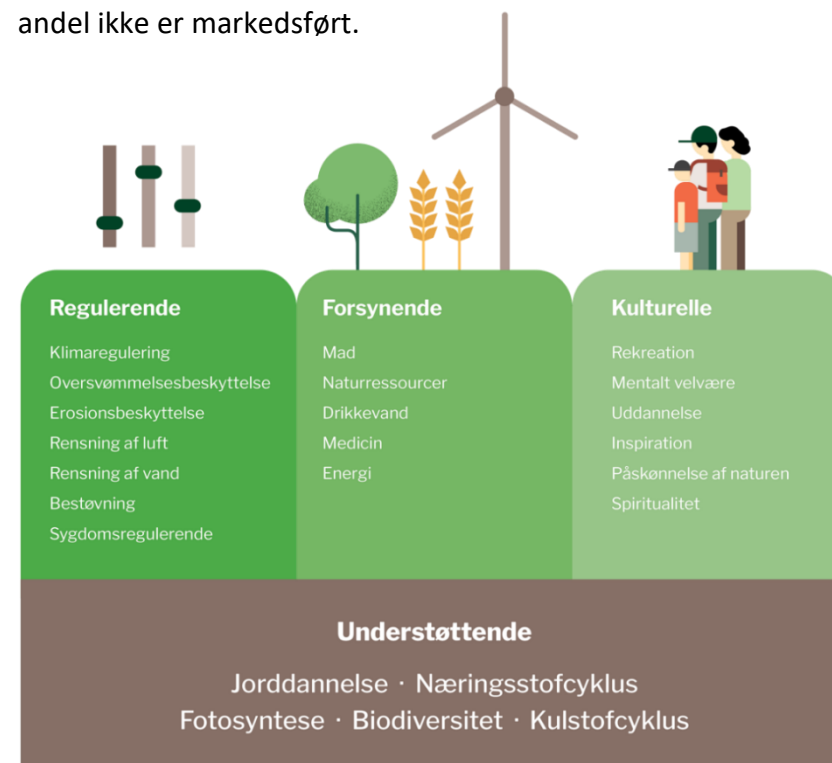 andel ikke er markedsført.
Regulerende
Klimaregulering
Oversvømmelsesbeskyttelse
Erosionsbeskyttelse
Rensning af luft
Rensning af vand
Bestøvning
Sygdomsregulerende
Forsynende
Mad
Naturressourcer
Drikkevand
Medicin
Energi
Kulturelle
Rekreation
Mentalt velvære
Uddannelse
Inspiration
Påskønnelse af naturen
Spiritualitet
Understøttende
Jorddannelse · Næringsstofcyklus
Fotosyntese · Biodiversitet · Kulstofcyklus